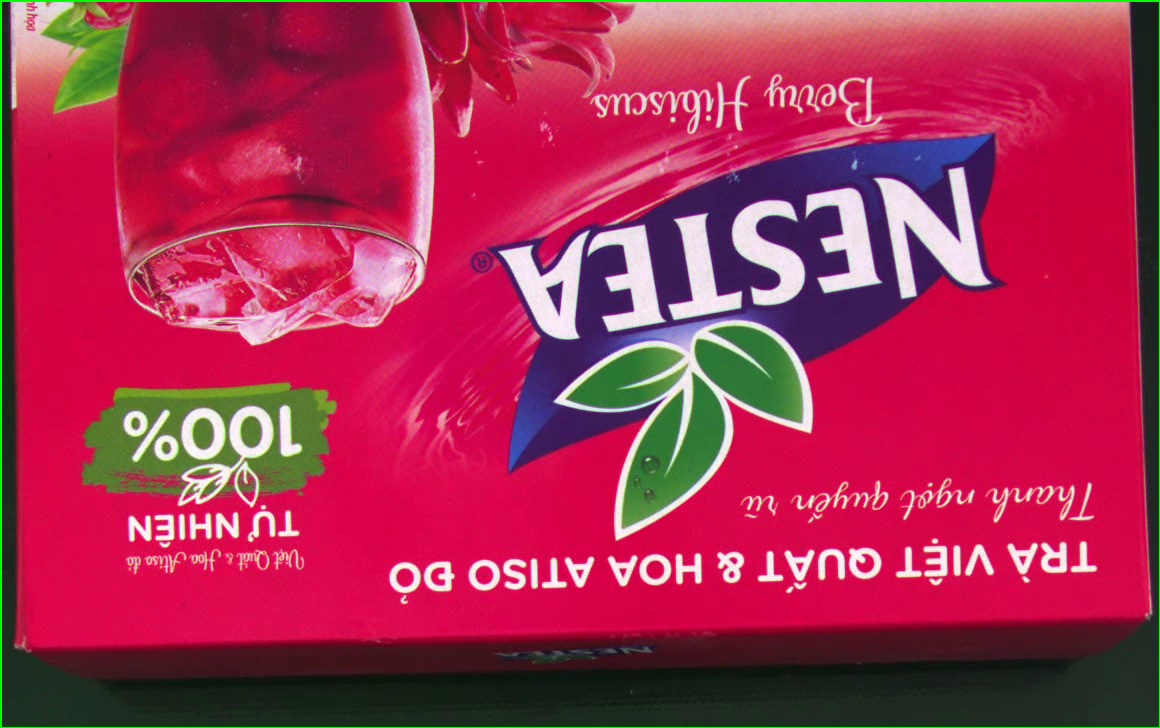 TRÀ VIỆT QUẤT & HOA ATISO ĐỎ
Thanh ngọt quyến rũ
NESTEA®
Berry Hibiscus
Việt Quất & Hoa Atiso đỏ
TỰ NHIÊN
100%
NESTEA